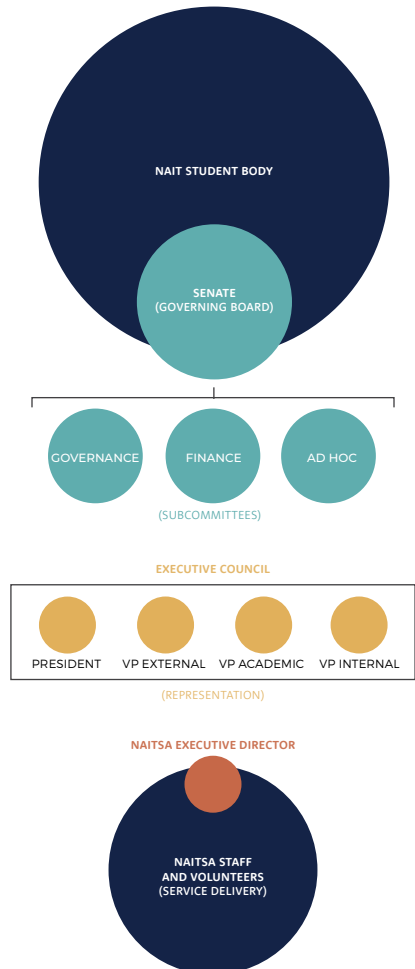 NAIT STUDENT BODY
SENATE
(GOVERNING BOARD)
GOVERNANCE
FINANCE
AD HOC
(SUBCOMMITTEES)
EXECUTIVE COUNCIL
PRESIDENT
VP EXTERNAL
VP ACADEMIC
VP INTERNAL
(REPRESENTATION)
NAITSA EXECUTIVE DIRECTOR
NAITSA STAFF
AND VOLUNTEERS
(SERVICE DELIVERY)